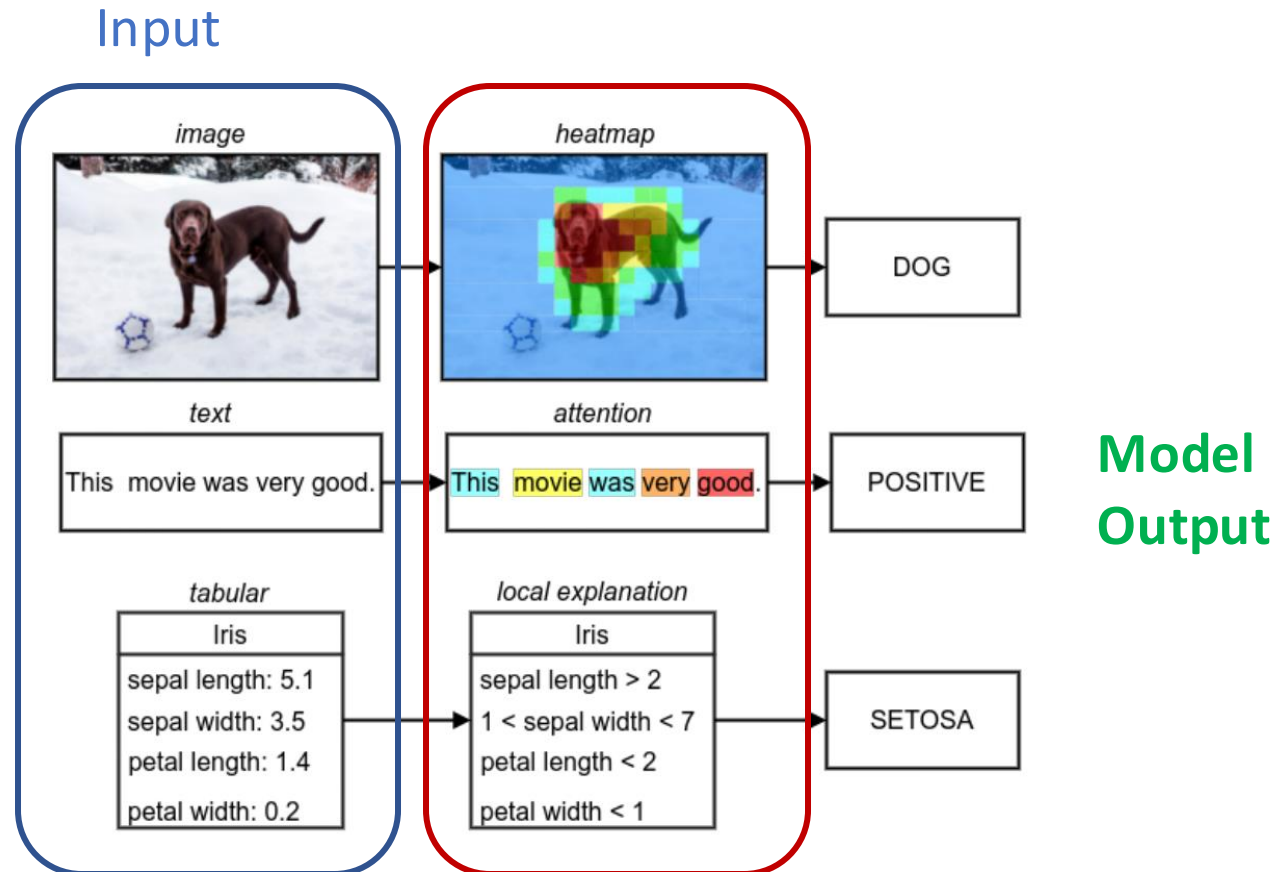 Input
image
heatmap
DOG
text
attention
This movie was very good.
This movie was very good.
POSITIVE
Model
Output
tabular
local explanation
Iris
Iris
sepal length: 5.1
sepal length > 2
sepal width: 3.5
1 < sepal width < 7
SETOSA
petal length: 1.4
petal length < 2
petal width: 0.2
petal width < 1